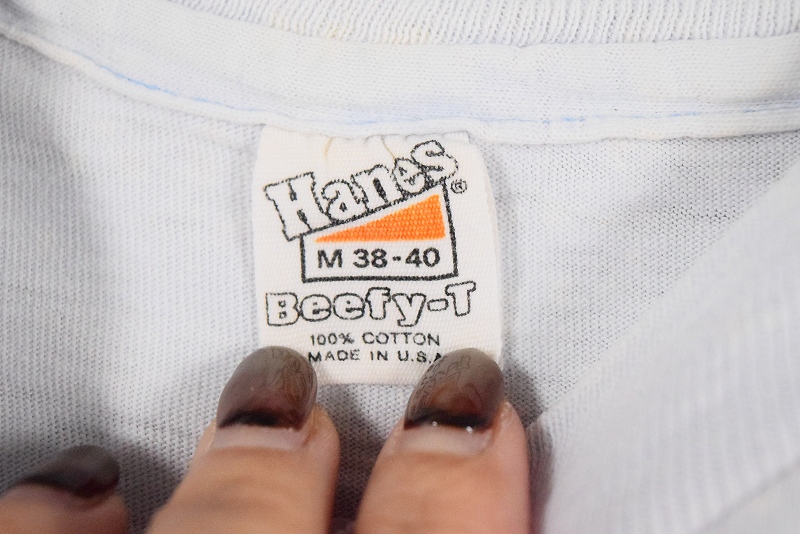 Hanes®
M 38-40
Beefy-T
100% COTTON
MADE IN U.S.A